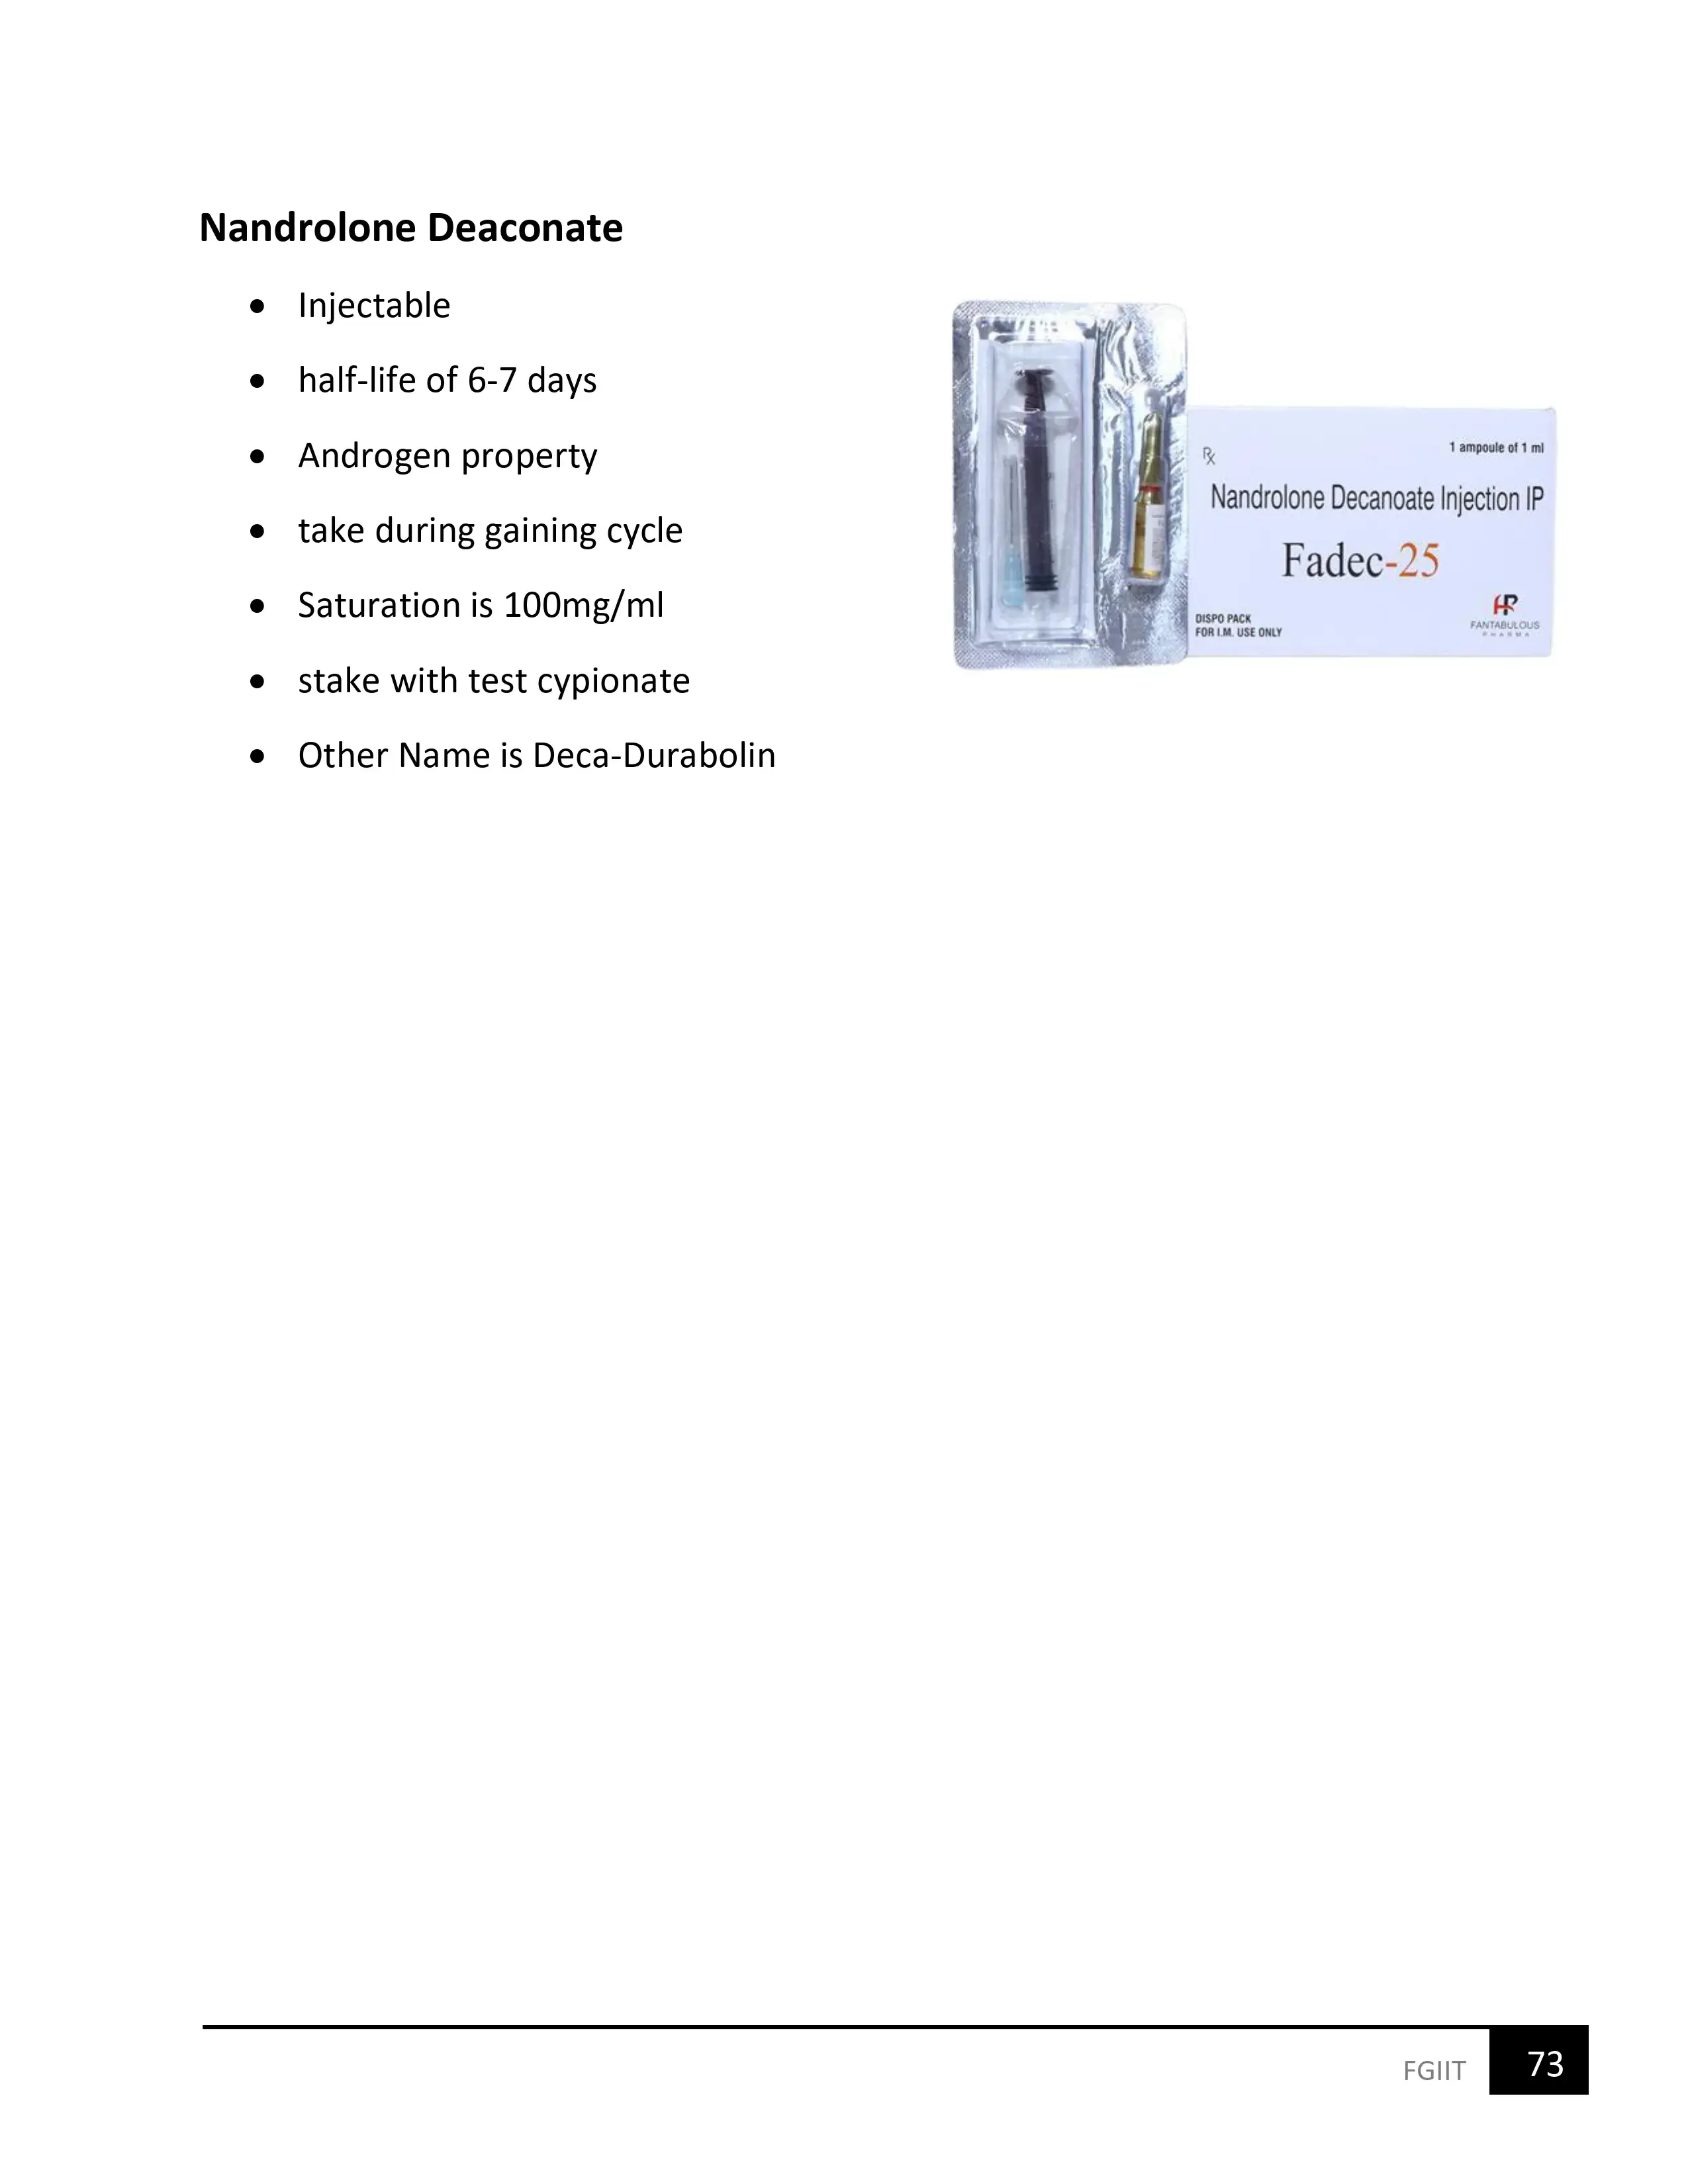 Nandrolone Deaconate
• Injectable
• half-life of 6-7 days
• Androgen property
• take during gaining cycle
• Saturation is 100mg/ml
• stake with test cypionate
• Other Name is Deca-Durabolin
Rx
1 ampoule of 1 ml
Nandrolone Decanoate Injection IP
Fadec-25
DISPO PACK
FOR I.M. USE ONLY
FANTABULOUS
PHARMA
FGIIT
73